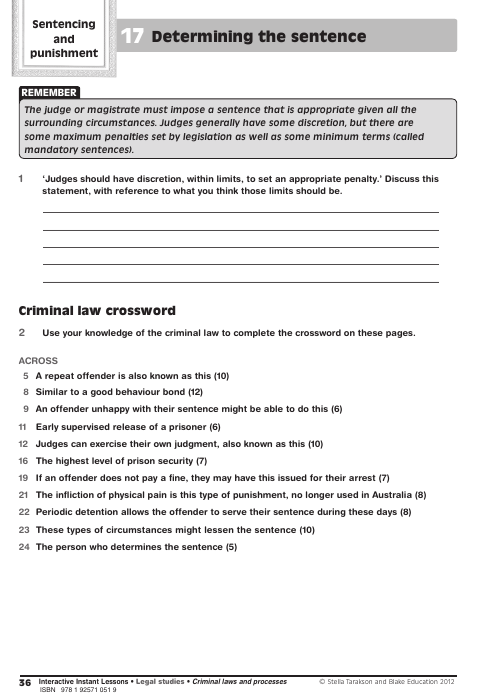 Sentencing
and
punishment
17 Determining the sentence
REMEMBER
The judge or magistrate must impose a sentence that is appropriate given all the
surrounding circumstances. Judges generally have some discretion, but there are
some maximum penalties set by legislation as well as some minimum terms (called
mandatory sentences).
1 'Judges should have discretion, within limits, to set an appropriate penalty.' Discuss this
statement, with reference to what you think those limits should be.
Criminal law crossword
2 Use your knowledge of the criminal law to complete the crossword on these pages.
ACROSS
5 A repeat offender is also known as this (10)
8 Similar to a good behaviour bond (12)
9 An offender unhappy with their sentence might be able to do this (6)
11 Early supervised release of a prisoner (6)
12 Judges can exercise their own judgment, also known as this (10)
16 The highest level of prison security (7)
19 If an offender does not pay a fine, they may have this issued for their arrest (7)
21 The infliction of physical pain is this type of punishment, no longer used in Australia (8)
22 Periodic detention allows the offender to serve their sentence during these days (8)
23 These types of circumstances might lessen the sentence (10)
24 The person who determines the sentence (5)
36 Interactive Instant Lessons • Legal studies • Criminal laws and processes © Stella Tarakson and Blake Education 2012
ISBN 978 1 92571 051 9